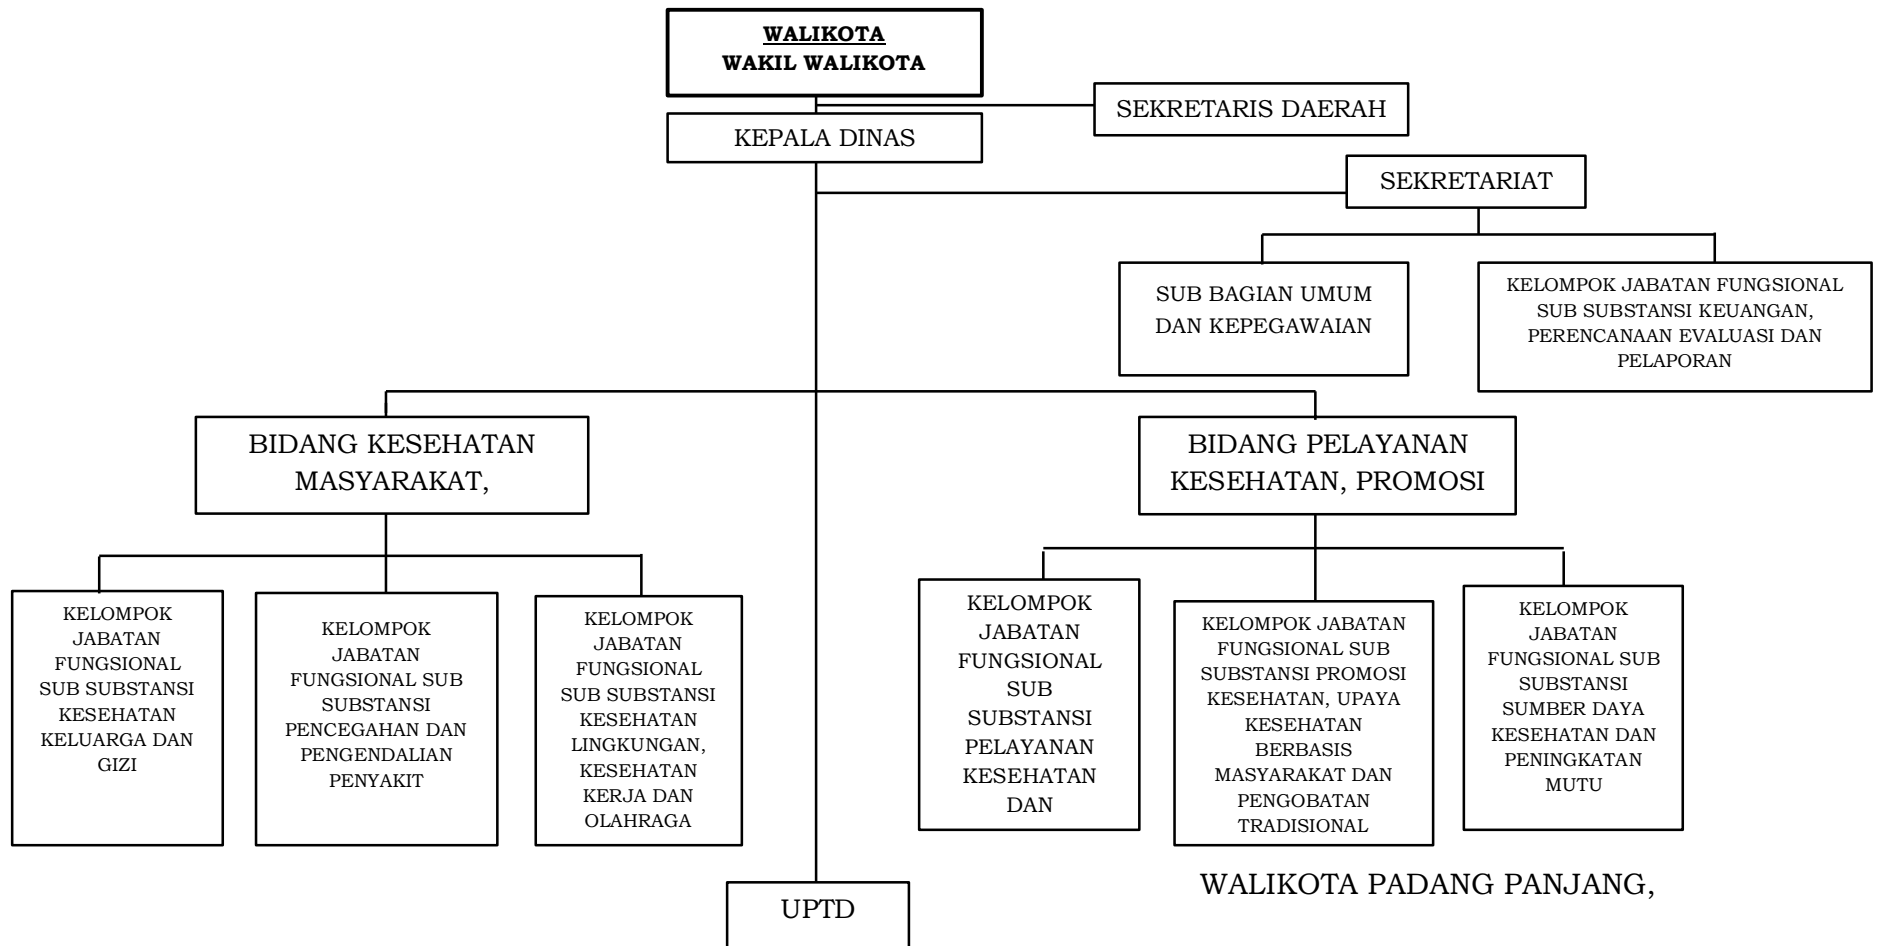 WALIKOTA
WAKIL WALIKOTA
SEKRETARIS DAERAH
KEPALA DINAS
SEKRETARIAT
SUB BAGIAN UMUM
DAN KEPEGAWAIAN
KELOMPOK JABATAN FUNGSIONAL
SUB SUBSTANSI KEUANGAN,
PERENCANAAN EVALUASI DAN
PELAPORAN
BIDANG KESEHATAN
MASYARAKAT,
BIDANG PELAYANAN
KESEHATAN, PROMOSI
KELOMPOK
JABATAN
FUNGSIONAL
SUB SUBSTANSI
KESEHATAN
KELUARGA DAN
GIZI
KELOMPOK
JABATAN
FUNGSIONAL SUB
SUBSTANSI
PENCEGAHAN DAN
PENGENDALIAN
PENYAKIT
KELOMPOK
JABATAN
FUNGSIONAL
SUB SUBSTANSI
KESEHATAN
LINGKUNGAN,
KESEHATAN
KERJA DAN
OLAHRAGA
KELOMPOK
JABATAN
FUNGSIONAL
SUB
SUBSTANSI
PELAYANAN
KESEHATAN
DAN
KELOMPOK JABATAN
FUNGSIONAL SUB
SUBSTANSI PROMOSI
KESEHATAN, UPAYA
KESEHATAN
BERBASIS
MASYARAKAT DAN
PENGOBATAN
TRADISIONAL
KELOMPOK
JABATAN
FUNGSIONAL SUB
SUBSTANSI
SUMBER DAYA
KESEHATAN DAN
PENINGKATAN
MUTU
UPTD
WALIKOTA PADANG PANJANG,